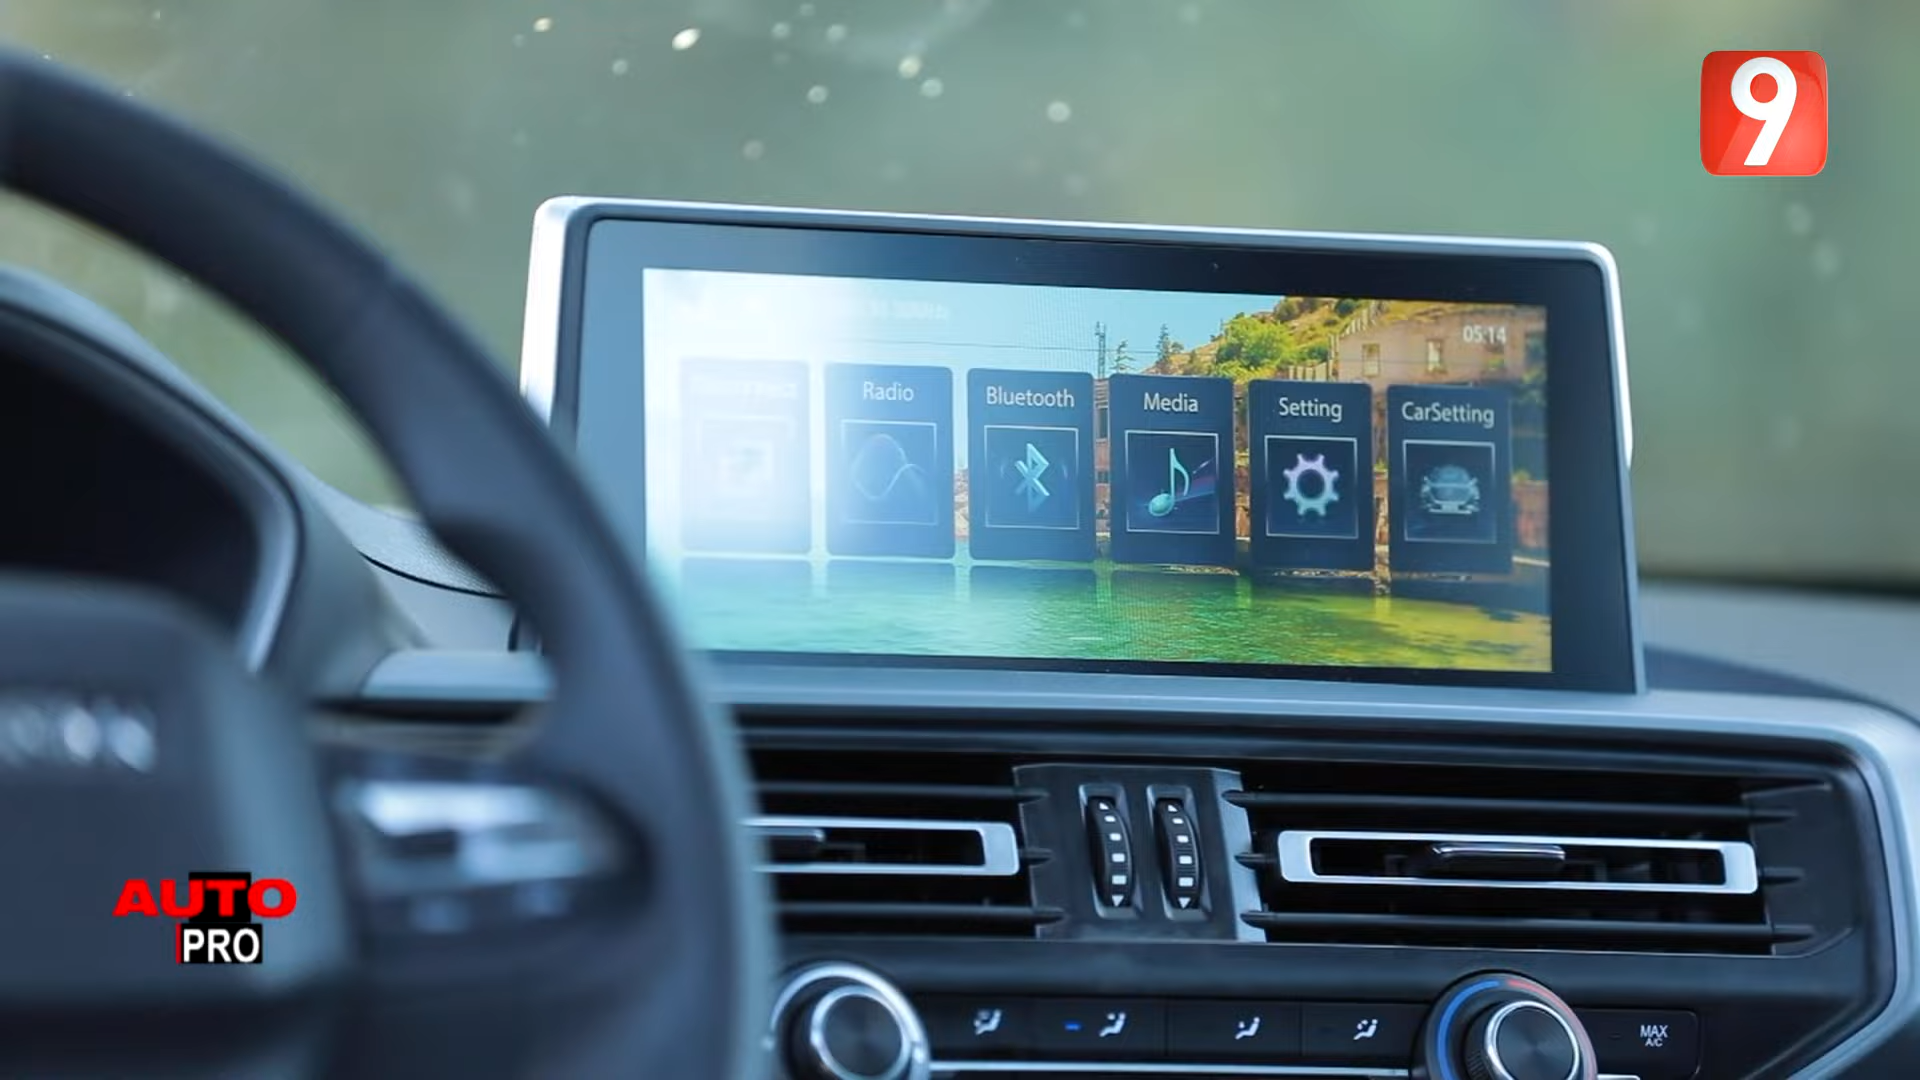 9
05:14
Radio
Bluetooth
Media
Setting
CarSetting
AUTO
PRO
MAX
A/C